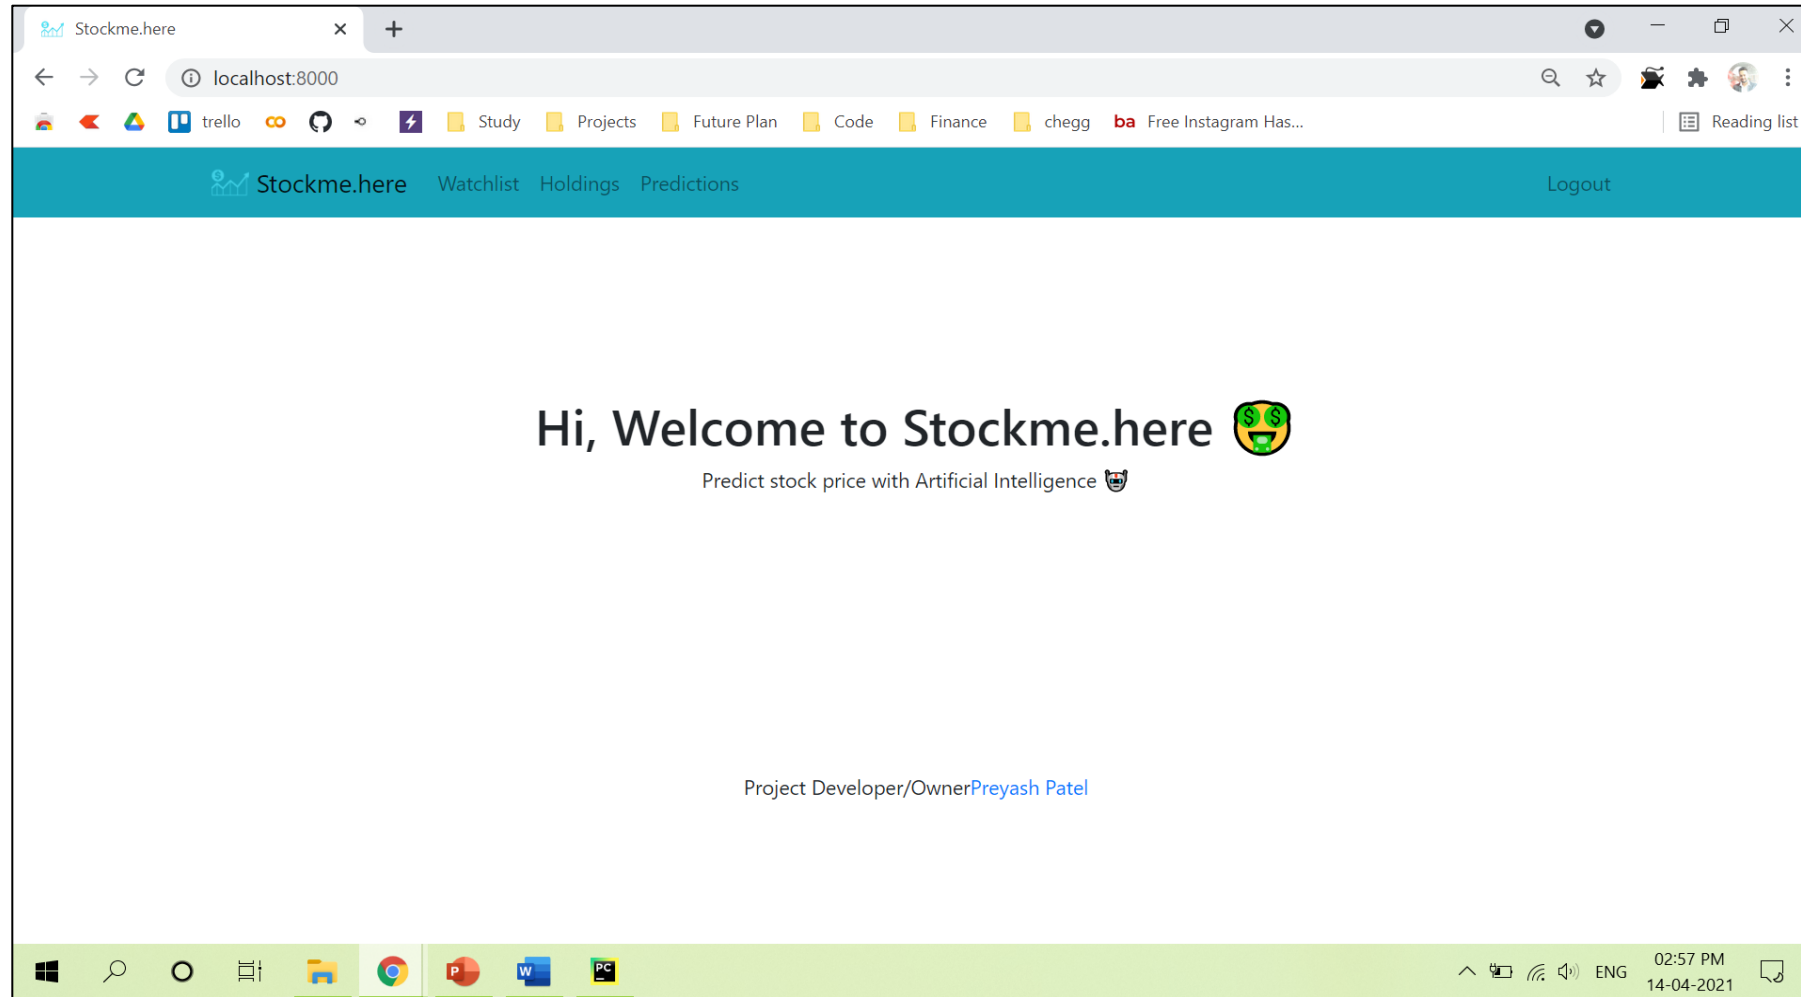 Stockme.here
localhost:8000
trello Study Projects Future Plan Code Finance chegg ba Free Instagram Has... Reading list
Stockme.here Watchlist Holdings Predictions Logout
Hi, Welcome to Stockme.here
Predict stock price with Artificial Intelligence
Project Developer/OwnerPreyash Patel
ENG 02:57 PM
14-04-2021